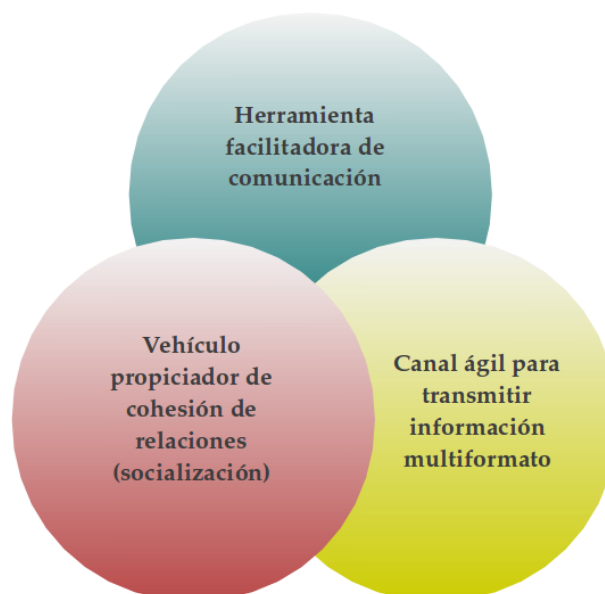 Herramienta
facilitadora de
comunicación
Vehículo
propiciador de
cohesión de
relaciones
(socialización)
Canal ágil para
transmitir
información
multiformato